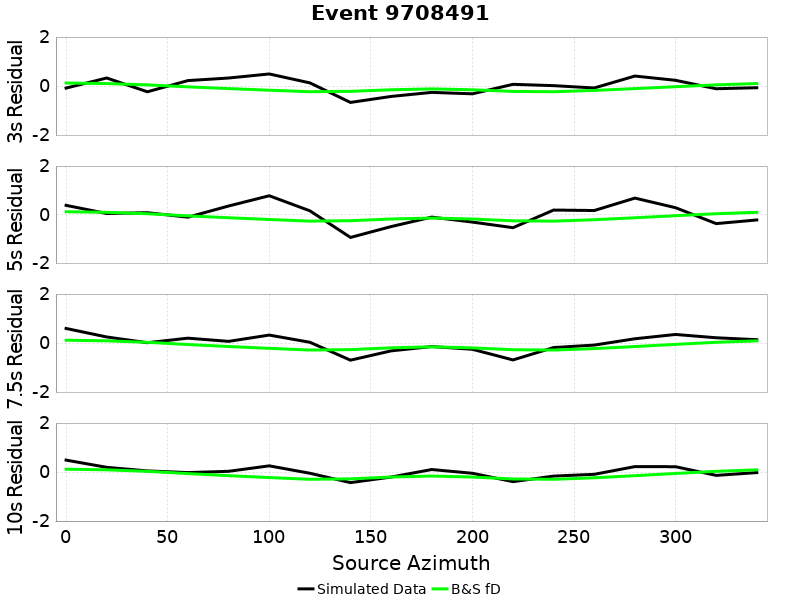 Event 9708491
3s Residual
2
0
-2
5s Residual
2
0
-2
7.5s Residual
2
0
-2
10s Residual
2
0
-2
0 50 100 150 200 250 300
Source Azimuth
Simulated Data B&S fD